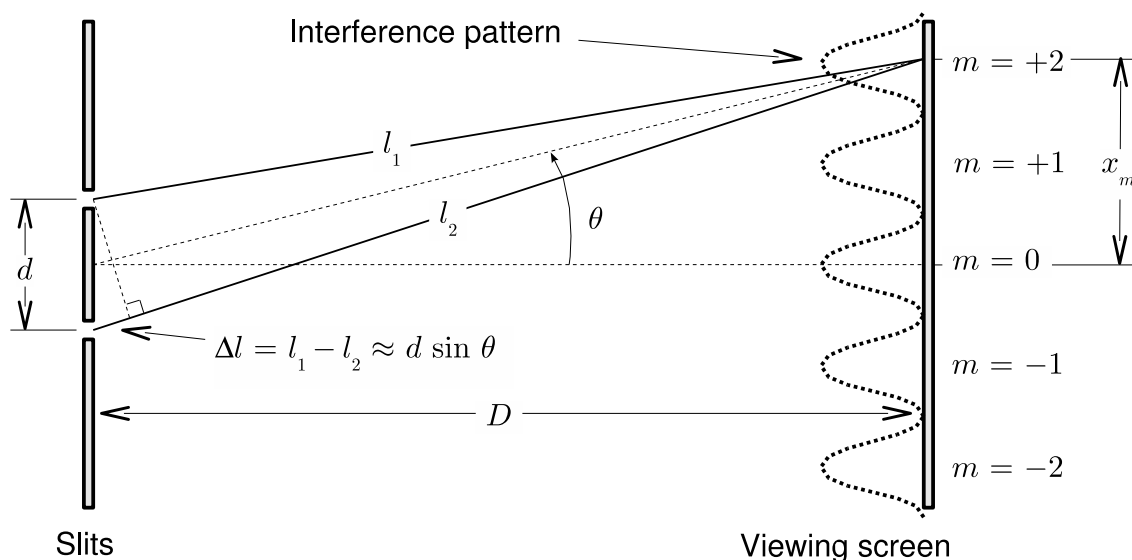 Interference pattern
m = +2
l₁
m = +1
xₘ
l₂
θ
d
m = 0
Δl = l₁ − l₂ ≈ d sin θ
m = −1
D
m = −2
Slits
Viewing screen